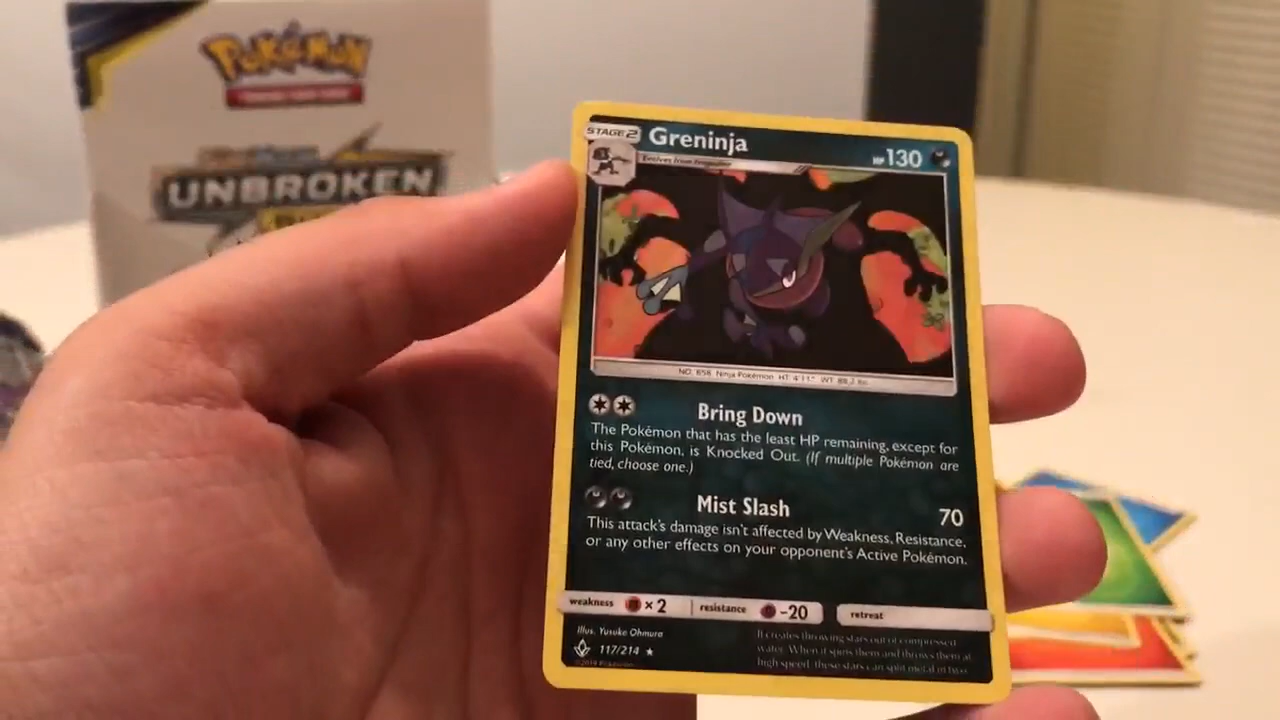 Pokémon
UNBROKEN
STAGE 2
Greninja
HP 130
Evolves from Frogadier
NO. 658 Ninja Pokémon HT: 4'11" WT: 88.2 lbs.
Bring Down
The Pokémon that has the least HP remaining, except for
this Pokémon, is Knocked Out. (If multiple Pokémon are
tied, choose one.)
Mist Slash 70
This attack's damage isn't affected by Weakness, Resistance,
or any other effects on your opponent's Active Pokémon.
weakness × 2 resistance -20 retreat
Illus. Yusuke Ohmura
117/214 ★
©2019 Pokémon
It creates throwing stars out of compressed
water. When it spins them and throws them at
high speed, these stars can split metal in two.